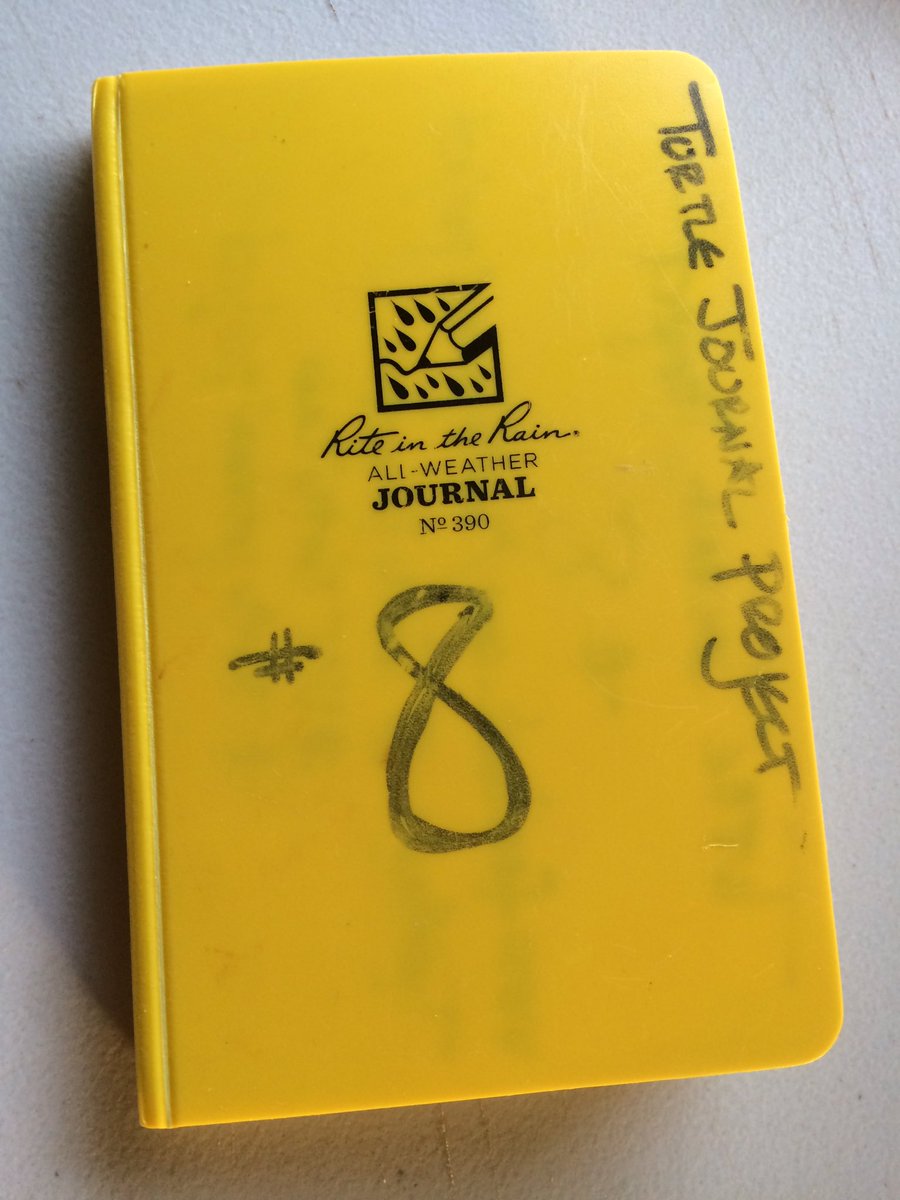 Rite in the Rain®
ALL-WEATHER
JOURNAL
Nº 390
# 8
TURTLE JOURNAL PROJECT